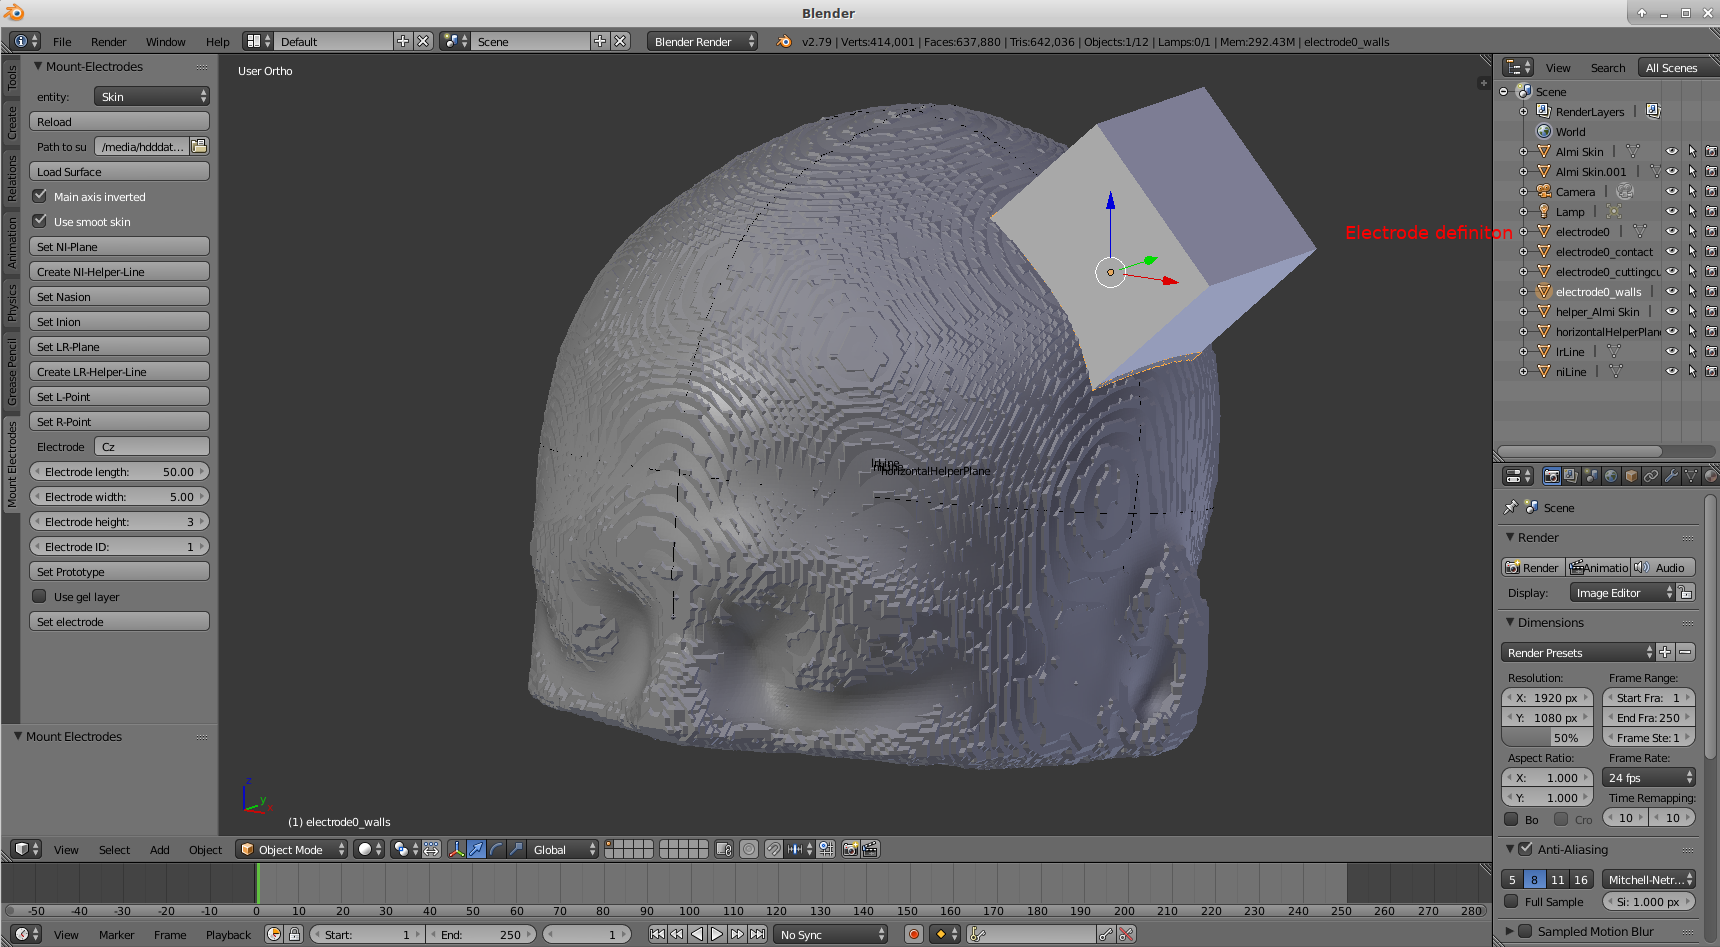 Blender
File Render Window Help Default Scene Blender Render v2.79 | Verts:414,001 | Faces:637,880 | Tris:642,036 | Objects:1/12 | Lamps:0/1 | Mem:292.43M | electrode0_walls
Tools
Create
Relations
Animation
Physics
Grease Pencil
Mount Electrodes
Mount-Electrodes
entity: Skin
Reload
Path to su /media/hdddat...
Load Surface
Main axis inverted
Use smoot skin
Set NI-Plane
Create NI-Helper-Line
Set Nasion
Set Inion
Set LR-Plane
Create LR-Helper-Line
Set L-Point
Set R-Point
Electrode Cz
Electrode length: 50.00
Electrode width: 5.00
Electrode height: 3
Electrode ID: 1
Set Prototype
Use gel layer
Set electrode
Mount Electrodes
User Ortho
Electrode definiton
lrLine
horizontalHelperPlane
z
y
x
(1) electrode0_walls
View Search All Scenes
Scene
RenderLayers |
World
Almi Skin |
Almi Skin.001 |
Camera |
Lamp |
electrode0 |
electrode0_contact
electrode0_cuttingcu
electrode0_walls |
helper_Almi Skin |
horizontalHelperPlan
lrLine |
niLine |
Scene
Render
Render Animatio Audio
Display: Image Editor
Dimensions
Render Presets
Resolution: Frame Range:
X: 1920 px Start Fra: 1
Y: 1080 px End Fra: 250
50% Frame Ste: 1
Aspect Ratio: Frame Rate:
X: 1.000 24 fps
Y: 1.000 Time Remapping:
Bo Cro 10 10
Anti-Aliasing
5 8 11 16 Mitchell-Netr...
Full Sample Si: 1.000 px
Sampled Motion Blur
View Select Add Object Object Mode Global
-50 -40 -30 -20 -10 0 10 20 30 40 50 60 70 80 90 100 110 120 130 140 150 160 170 180 190 200 210 220 230 240 250 260 270 280
View Marker Frame Playback Start: 1 End: 250 1 No Sync